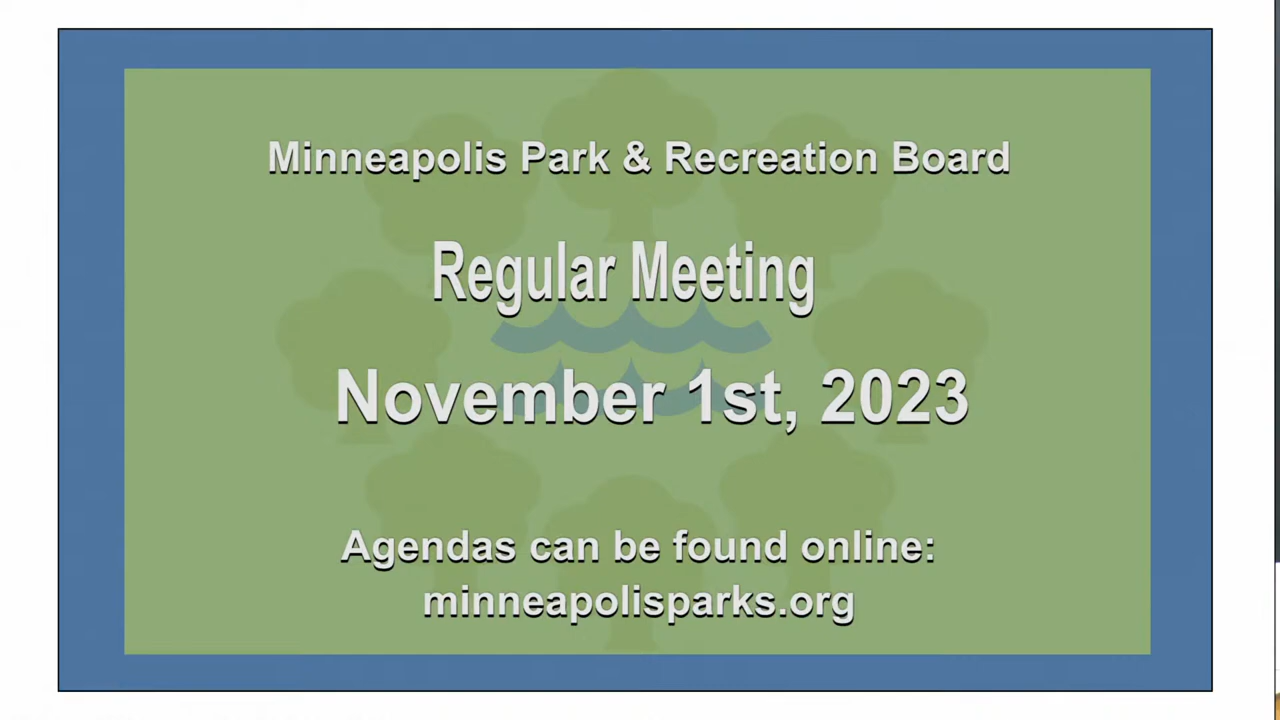 Minneapolis Park & Recreation Board
Regular Meeting
November 1st, 2023
Agendas can be found online:
minneapolisparks.org